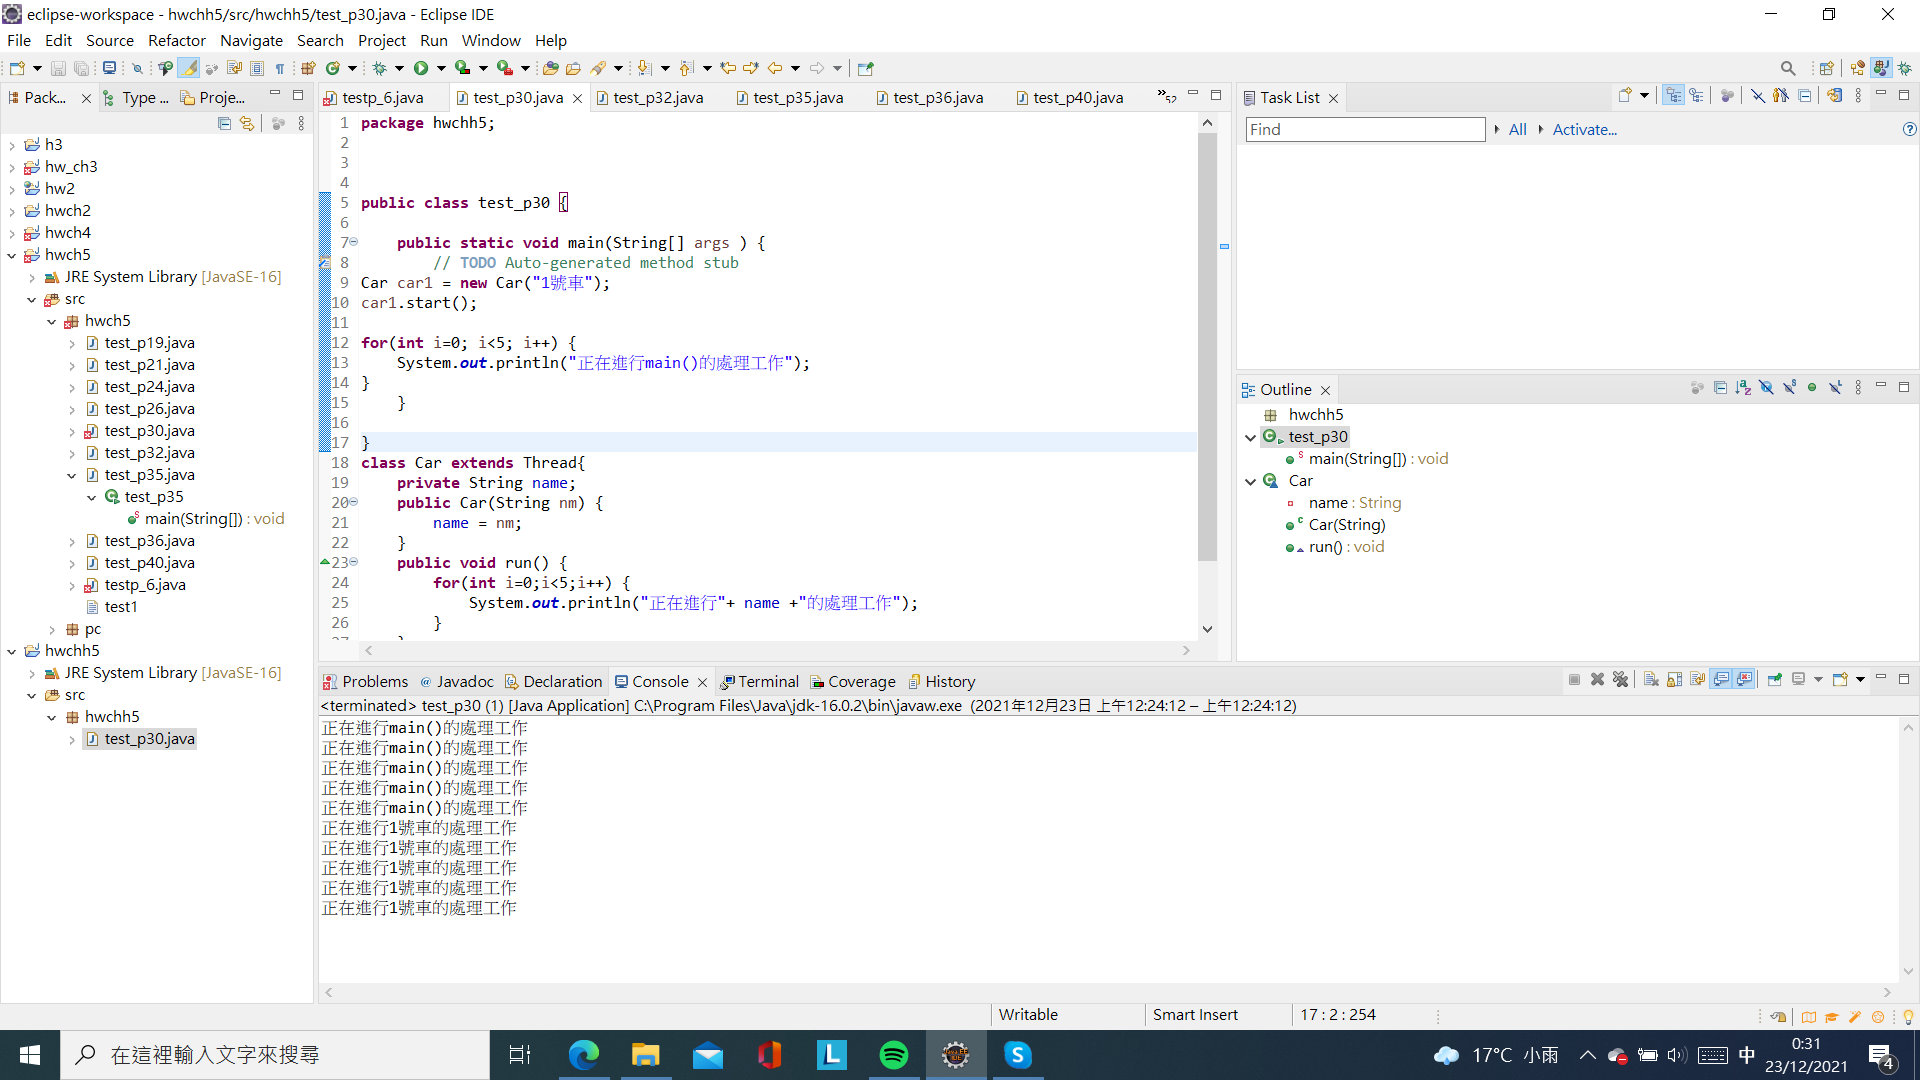 eclipse-workspace - hwchh5/src/hwchh5/test_p30.java - Eclipse IDE
File Edit Source Refactor Navigate Search Project Run Window Help
Pack... Type ... Proje...
h3
hw_ch3
hw2
hwch2
hwch4
hwch5
JRE System Library [JavaSE-16]
src
hwch5
test_p19.java
test_p21.java
test_p24.java
test_p26.java
test_p30.java
test_p32.java
test_p35.java
test_p35
main(String[]) : void
test_p36.java
test_p40.java
testp_6.java
test1
pc
hwchh5
JRE System Library [JavaSE-16]
src
hwchh5
test_p30.java
testp_6.java test_p30.java test_p32.java test_p35.java test_p36.java test_p40.java »52
1 package hwchh5;
2
3
4
5 public class test_p30 {
6
7 public static void main(String[] args ) {
8 // TODO Auto-generated method stub
9 Car car1 = new Car("1號車");
10 car1.start();
11
12 for(int i=0; i<5; i++) {
13 System.out.println("正在進行main()的處理工作");
14 }
15 }
16
17 }
18 class Car extends Thread{
19 private String name;
20 public Car(String nm) {
21 name = nm;
22 }
23 public void run() {
24 for(int i=0;i<5;i++) {
25 System.out.println("正在進行"+ name +"的處理工作");
26 }
Task List
Find All Activate...
Outline
hwchh5
test_p30
main(String[]) : void
Car
name : String
Car(String)
run() : void
Problems Javadoc Declaration Console Terminal Coverage History
<terminated> test_p30 (1) [Java Application] C:\Program Files\Java\jdk-16.0.2\bin\javaw.exe (2021年12月23日 上午12:24:12 – 上午12:24:12)
正在進行main()的處理工作
正在進行main()的處理工作
正在進行main()的處理工作
正在進行main()的處理工作
正在進行main()的處理工作
正在進行1號車的處理工作
正在進行1號車的處理工作
正在進行1號車的處理工作
正在進行1號車的處理工作
正在進行1號車的處理工作
Writable Smart Insert 17 : 2 : 254
在這裡輸入文字來搜尋
17°C 小雨
中
0:31
23/12/2021
4